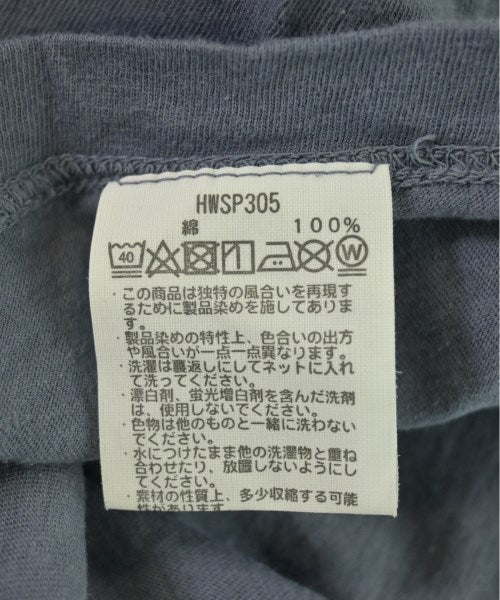 HWSP305
綿 100%
40 W
・この商品は独特の風合いを再現す
るために製品染めを施してありま
す。
・製品染めの特性上、色合いの出方
や風合いが一点一点異なります。
・洗濯は裏返しにしてネットに入れ
て洗ってください。
・漂白剤、蛍光増白剤を含んだ洗剤
は、使用しないでください。
・色物は他のものと一緒に洗わない
でください。
・水につけたまま他の洗濯物と重ね
合わせたり、放置しないようにし
てください。
・素材の性質上、多少収縮する可能
性があります。